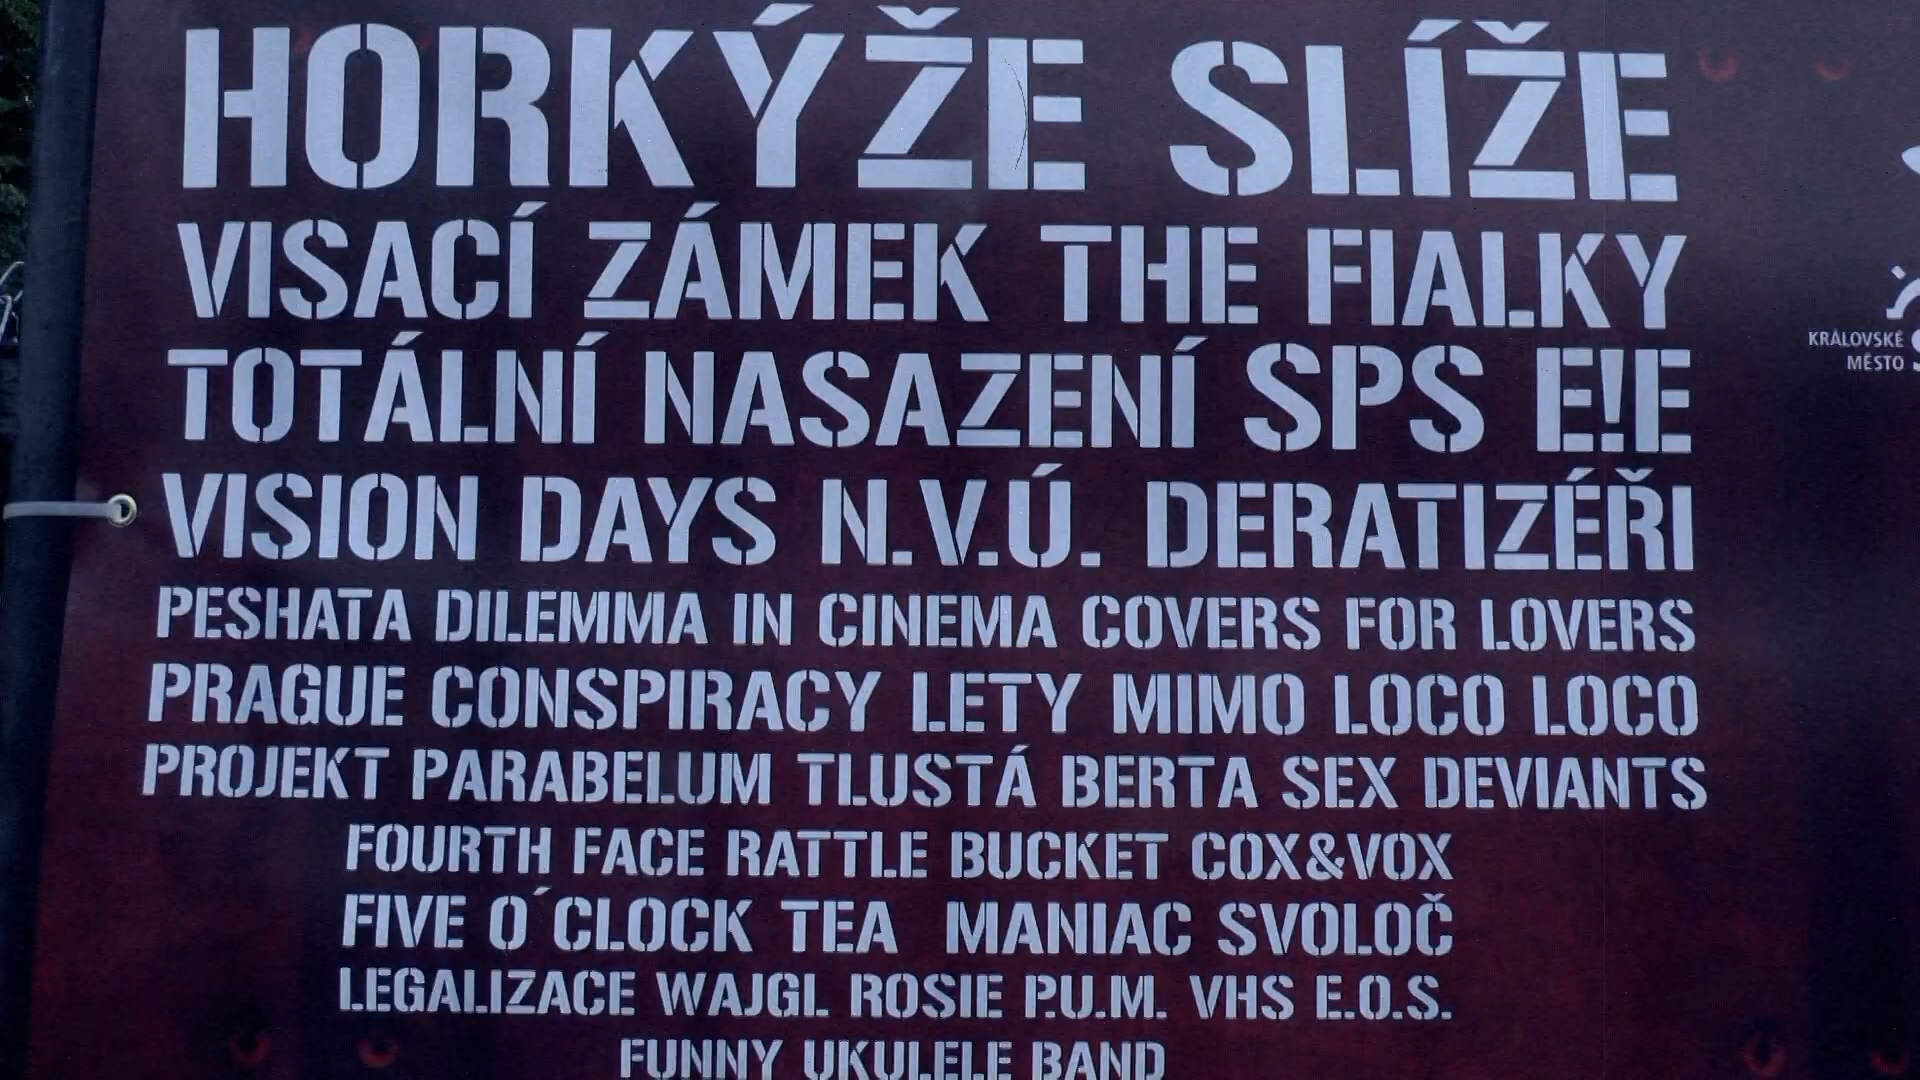 HORKÝŽE SLÍŽE
VISACÍ ZÁMEK THE FIALKY
TOTÁLNÍ NASAZENÍ SPS E!E
VISION DAYS N.V.Ú. DERATIZÉŘI
PESHATA DILEMMA IN CINEMA COVERS FOR LOVERS
PRAGUE CONSPIRACY LETY MIMO LOCO LOCO
PROJEKT PARABELUM TLUSTÁ BERTA SEX DEVIANTS
FOURTH FACE RATTLE BUCKET COX&VOX
FIVE O´CLOCK TEA MANIAC SVOLOČ
LEGALIZACE WAJGL ROSIE P.U.M. VHS E.O.S.
FUNNY UKULELE BAND
KRÁLOVSKÉ
MĚSTO